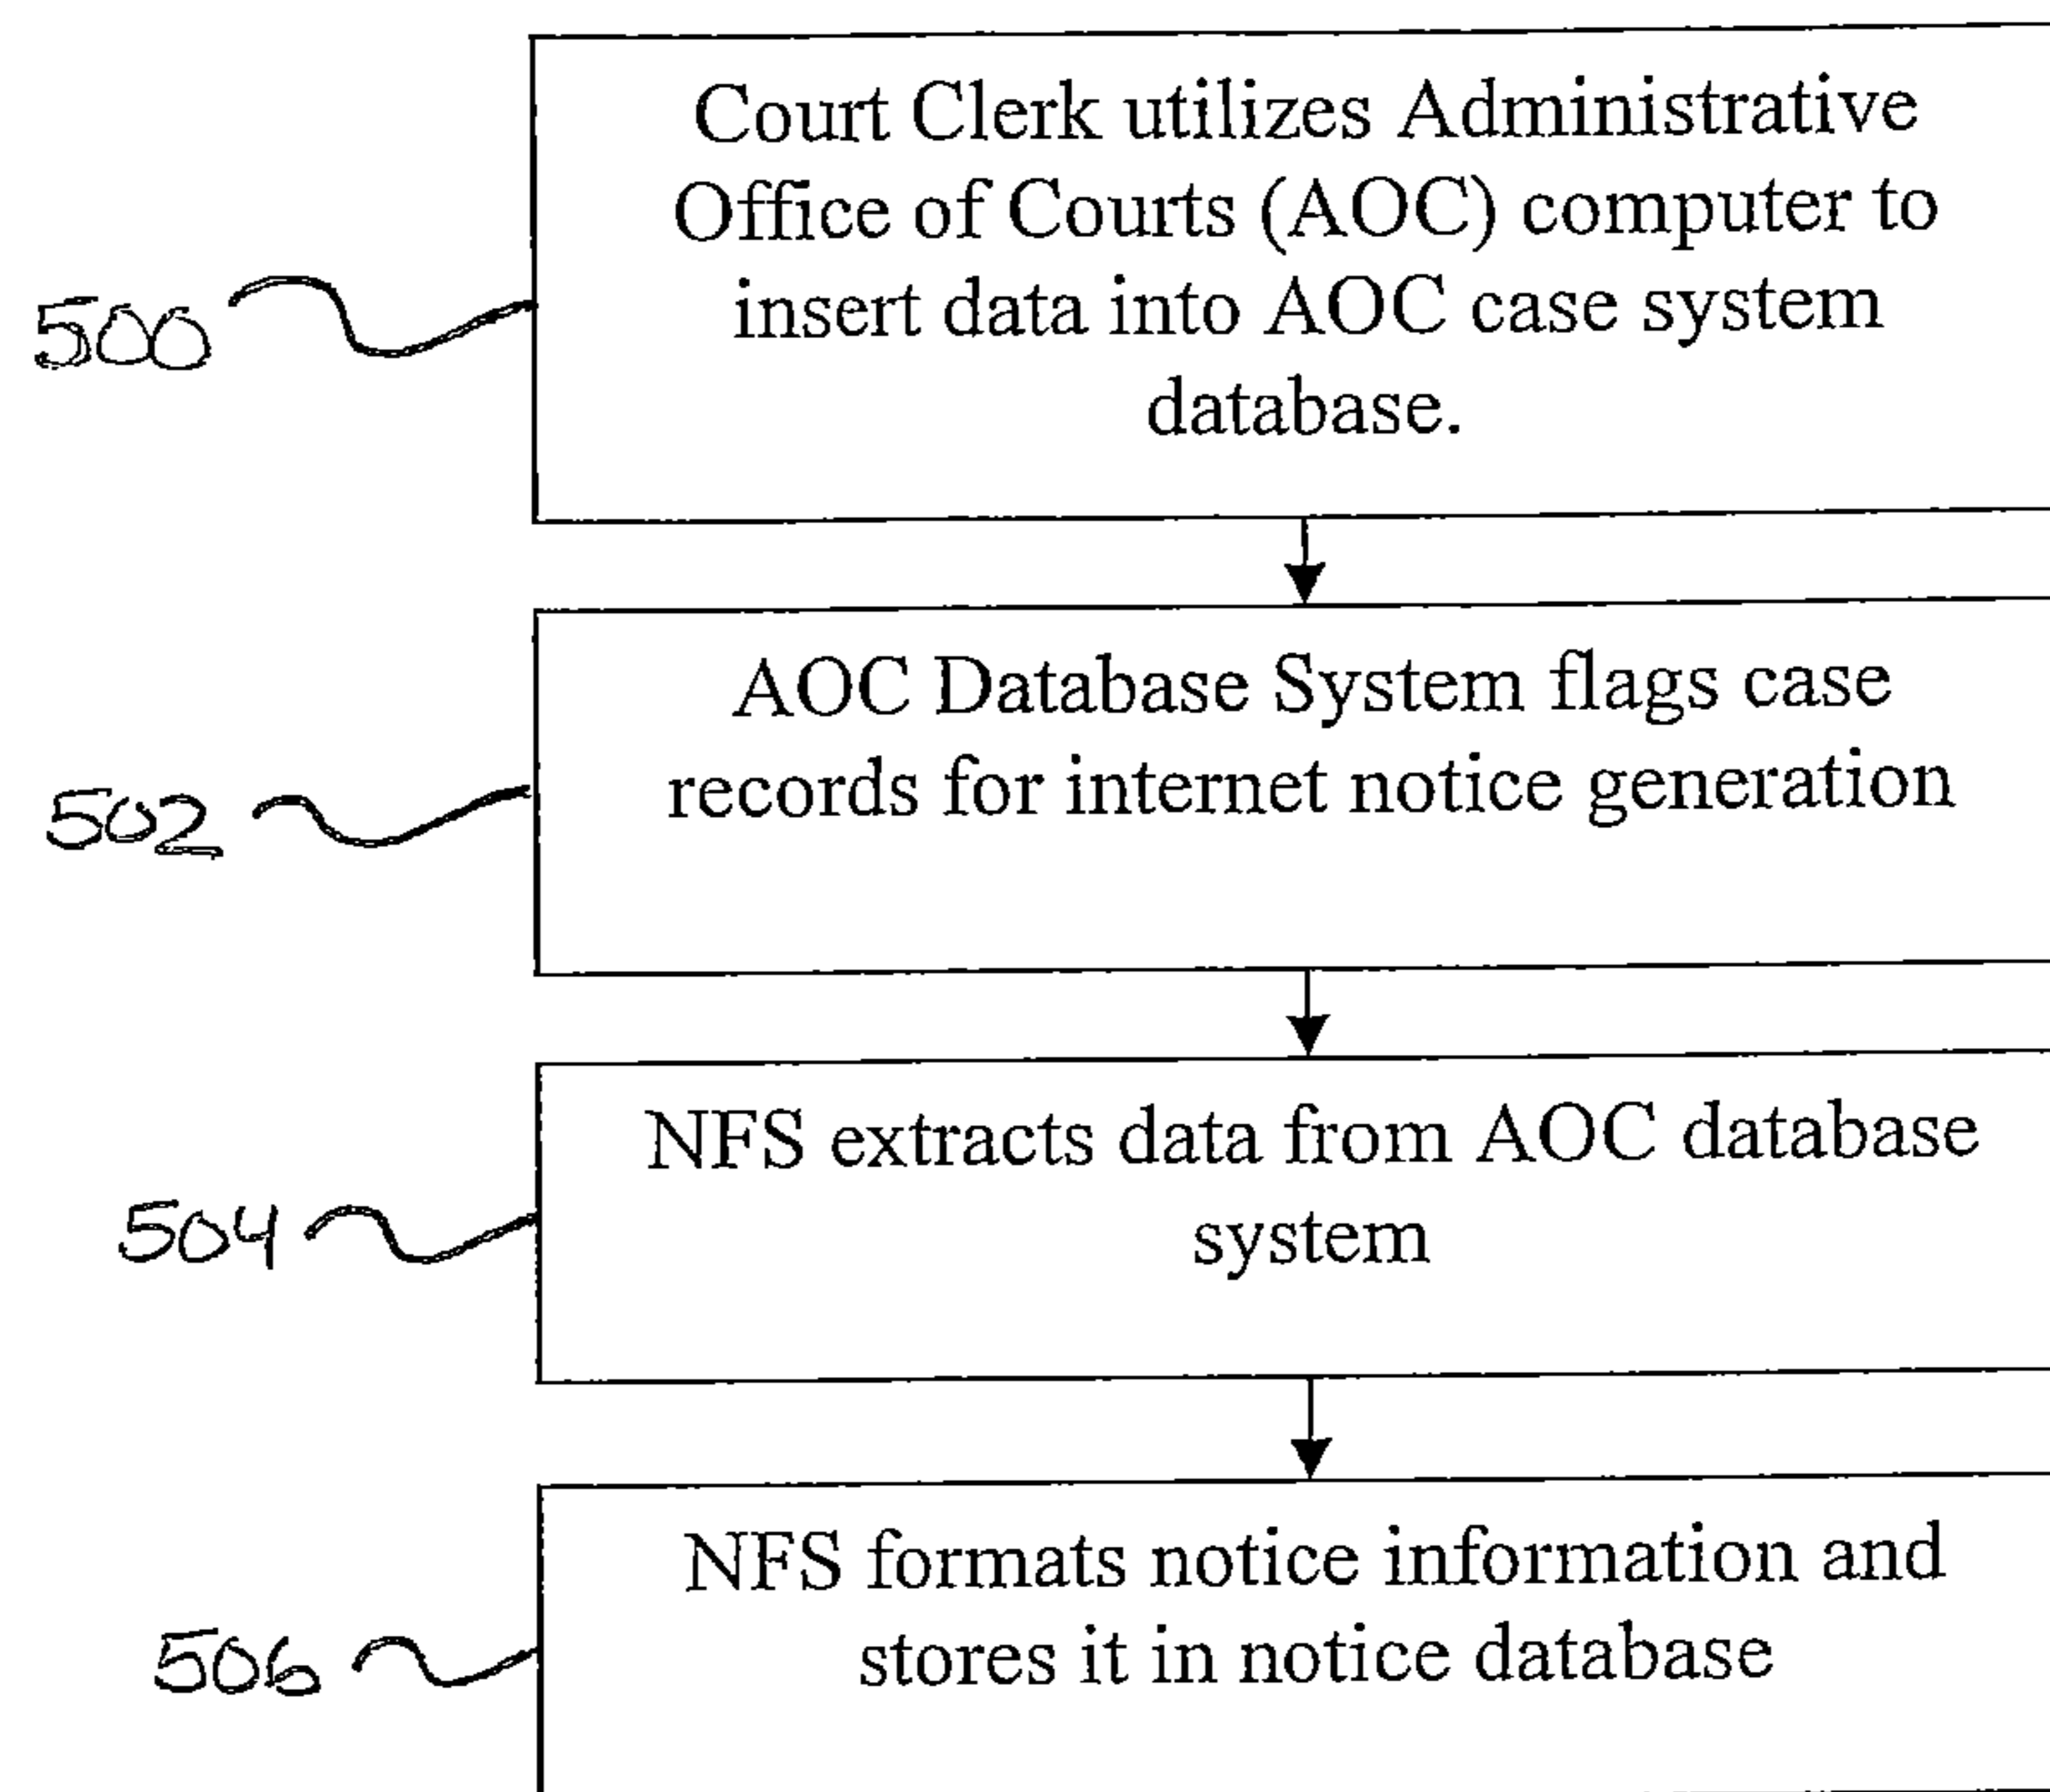 Court Clerk utilizes Administrative
Office of Courts (AOC) computer to
insert data into AOC case system
database.
500
AOC Database System flags case
records for internet notice generation
502
NFS extracts data from AOC database
system
504
NFS formats notice information and
stores it in notice database
506